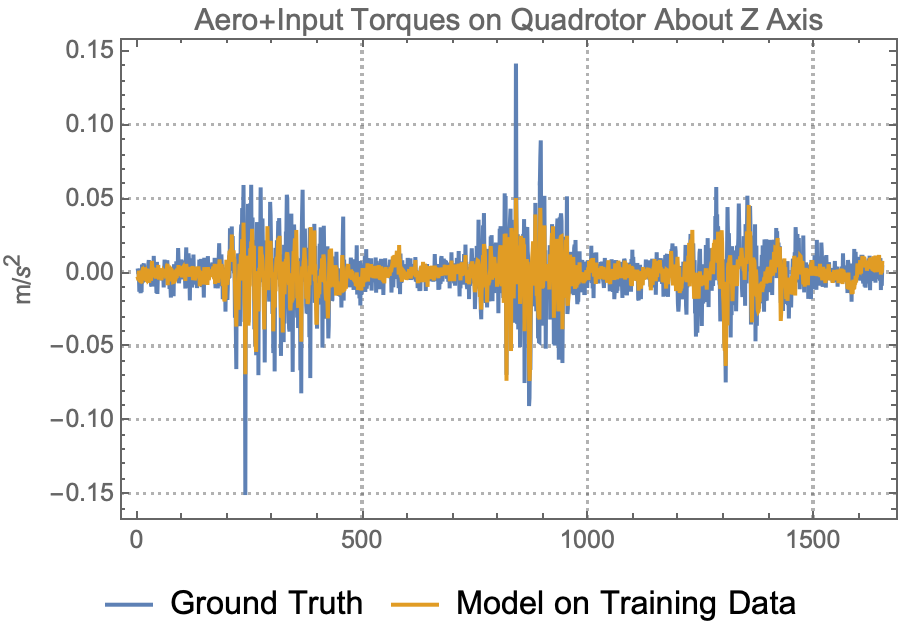 Aero+Input Torques on Quadrotor About Z Axis
0.15
0.10
0.05
0.00
−0.05
−0.10
−0.15
m/s²
0 500 1000 1500
Ground Truth Model on Training Data